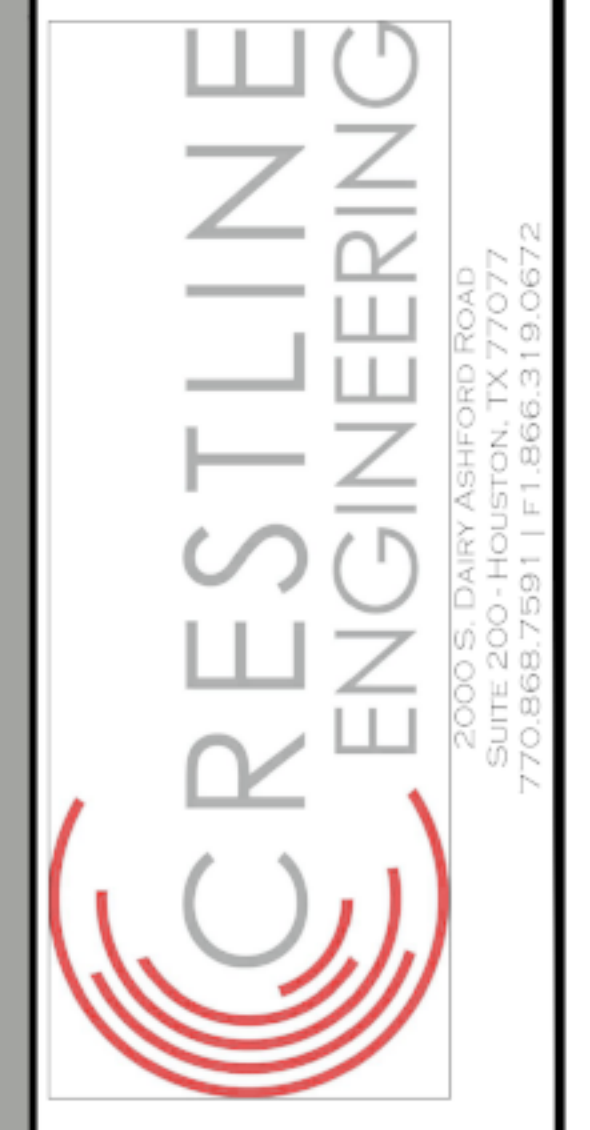 CRESTLINE
ENGINEERING
2000 S. DAIRY ASHFORD ROAD
SUITE 200 - HOUSTON, TX 77077
770.868.7591 | F1.866.319.0672